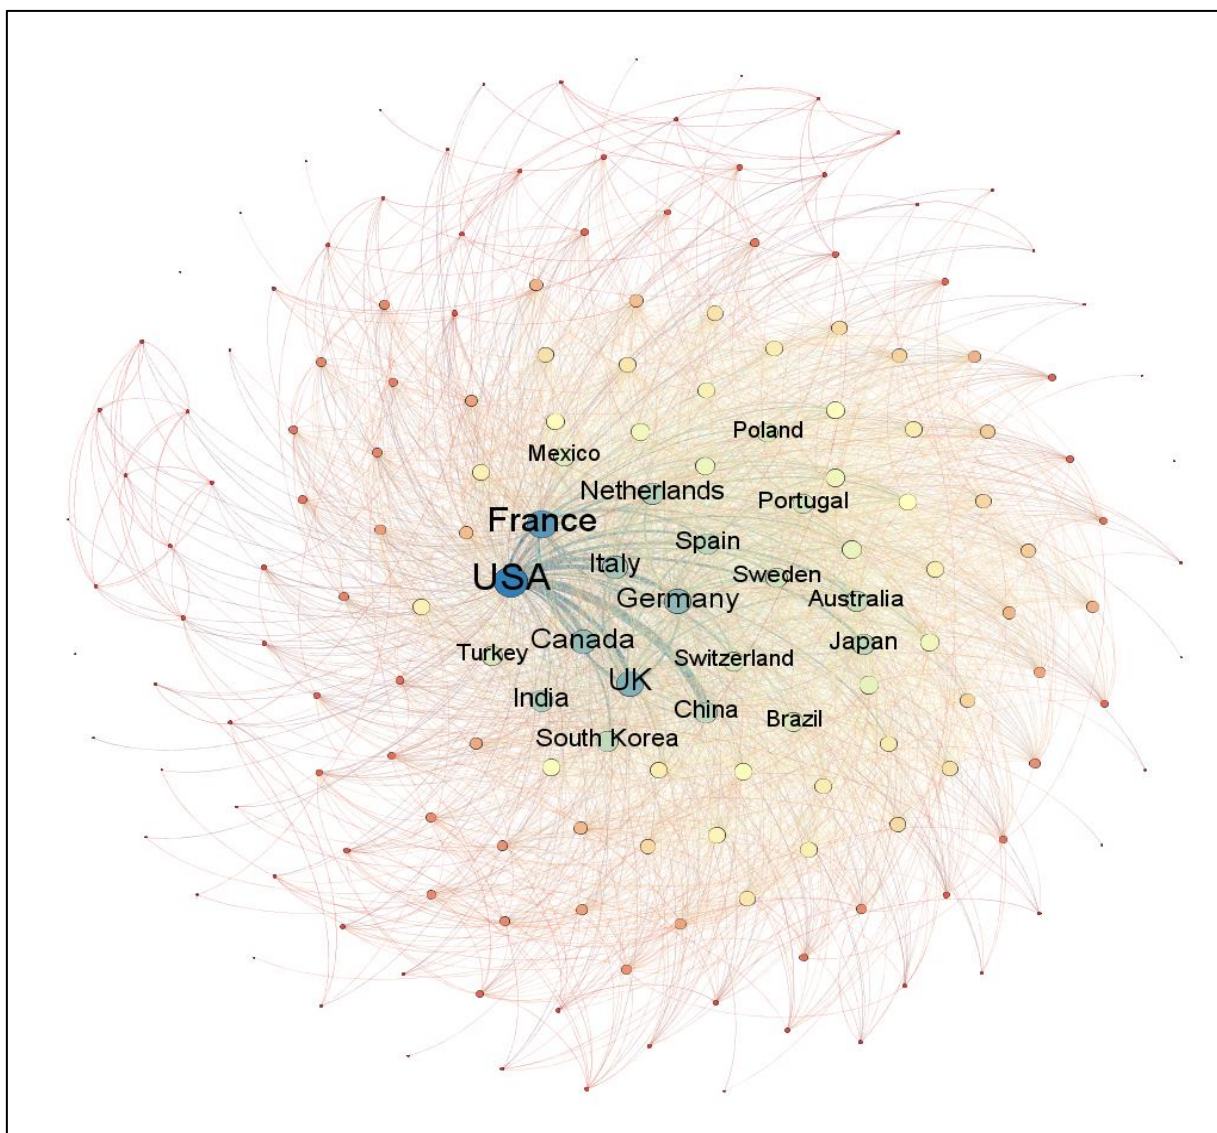 Poland
Mexico
Netherlands
Portugal
France
Spain
Italy
USA
Sweden
Germany
Australia
Canada
Japan
Turkey
Switzerland
UK
India
China
Brazil
South Korea